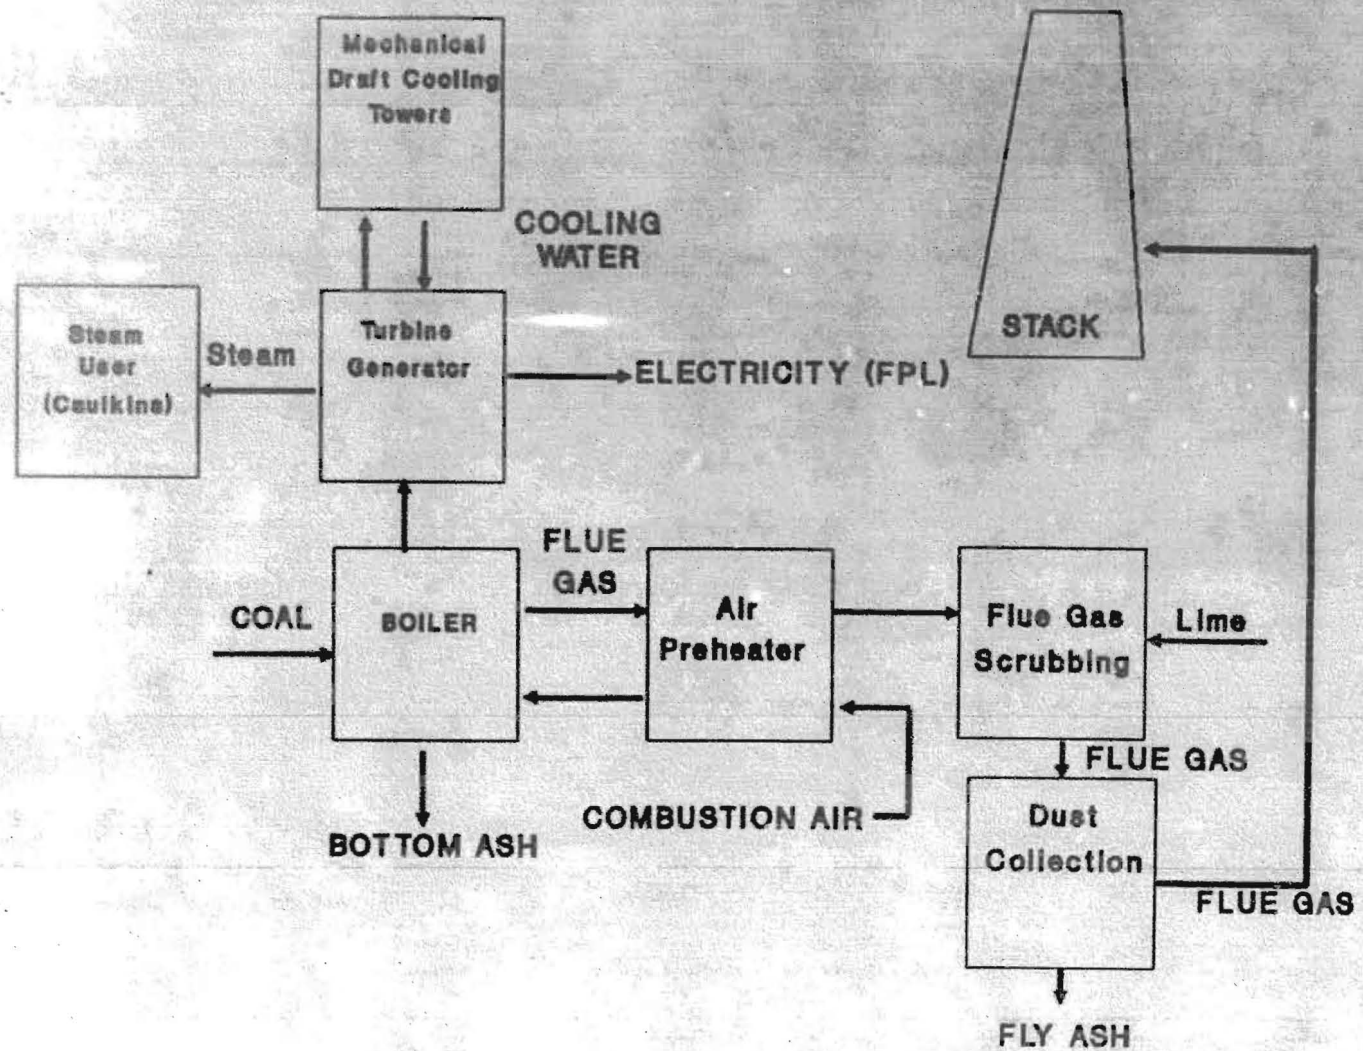 Mechanical
Draft Cooling
Towers
COOLING
WATER
STACK
Steam
User
(Caulkins)
Steam
Turbine
Generator
ELECTRICITY (FPL)
FLUE
GAS
COAL
BOILER
Air
Preheater
Flue Gas
Scrubbing
Lime
FLUE GAS
COMBUSTION AIR
BOTTOM ASH
Dust
Collection
FLUE GAS
FLY ASH